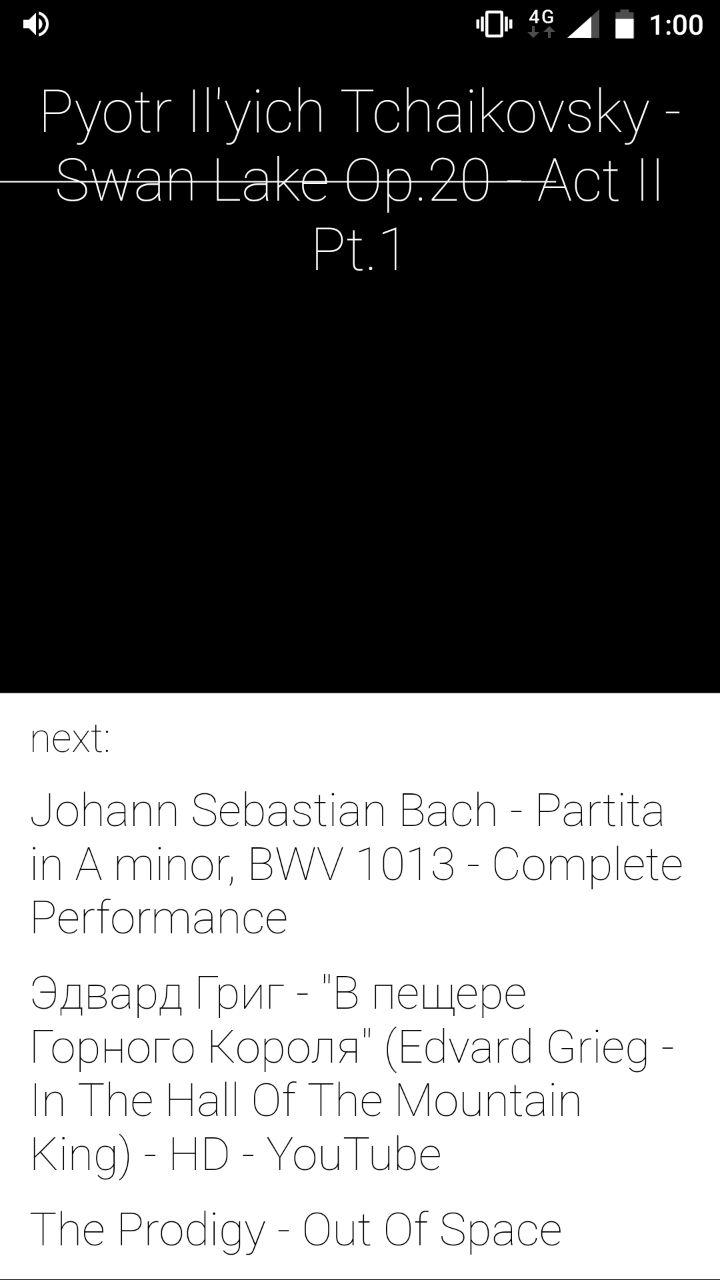 4G 1:00
Pyotr Il'yich Tchaikovsky -
Swan Lake Op.20 - Act II
Pt.1
next:
Johann Sebastian Bach - Partita
in A minor, BWV 1013 - Complete
Performance
Эдвард Григ - "В пещере
Горного Короля" (Edvard Grieg -
In The Hall Of The Mountain
King) - HD - YouTube
The Prodigy - Out Of Space